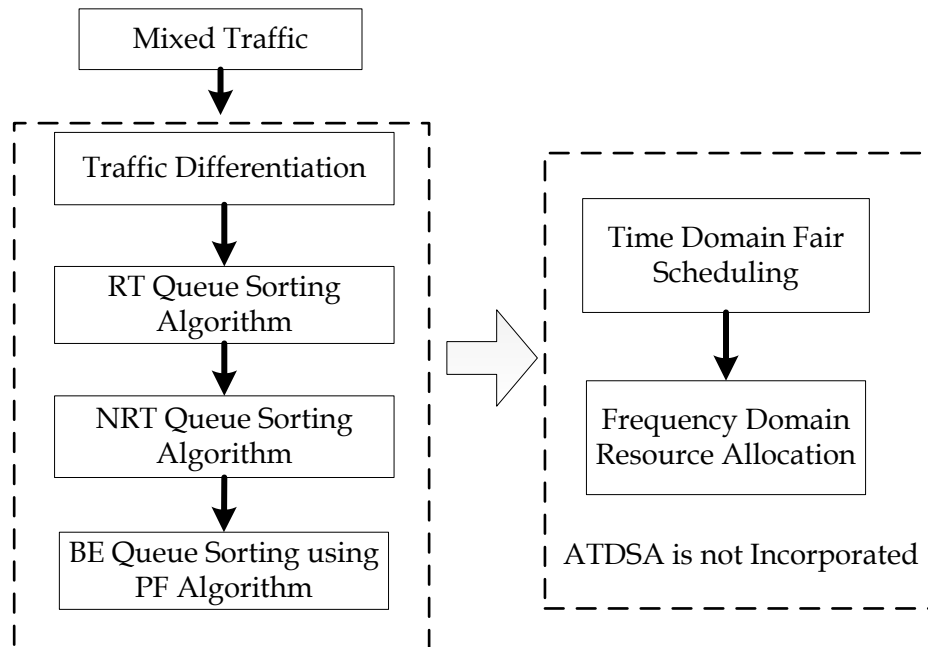 Mixed Traffic
Traffic Differentiation
RT Queue Sorting
Algorithm
NRT Queue Sorting
Algorithm
BE Queue Sorting using
PF Algorithm
Time Domain Fair
Scheduling
Frequency Domain
Resource Allocation
ATDSA is not Incorporated